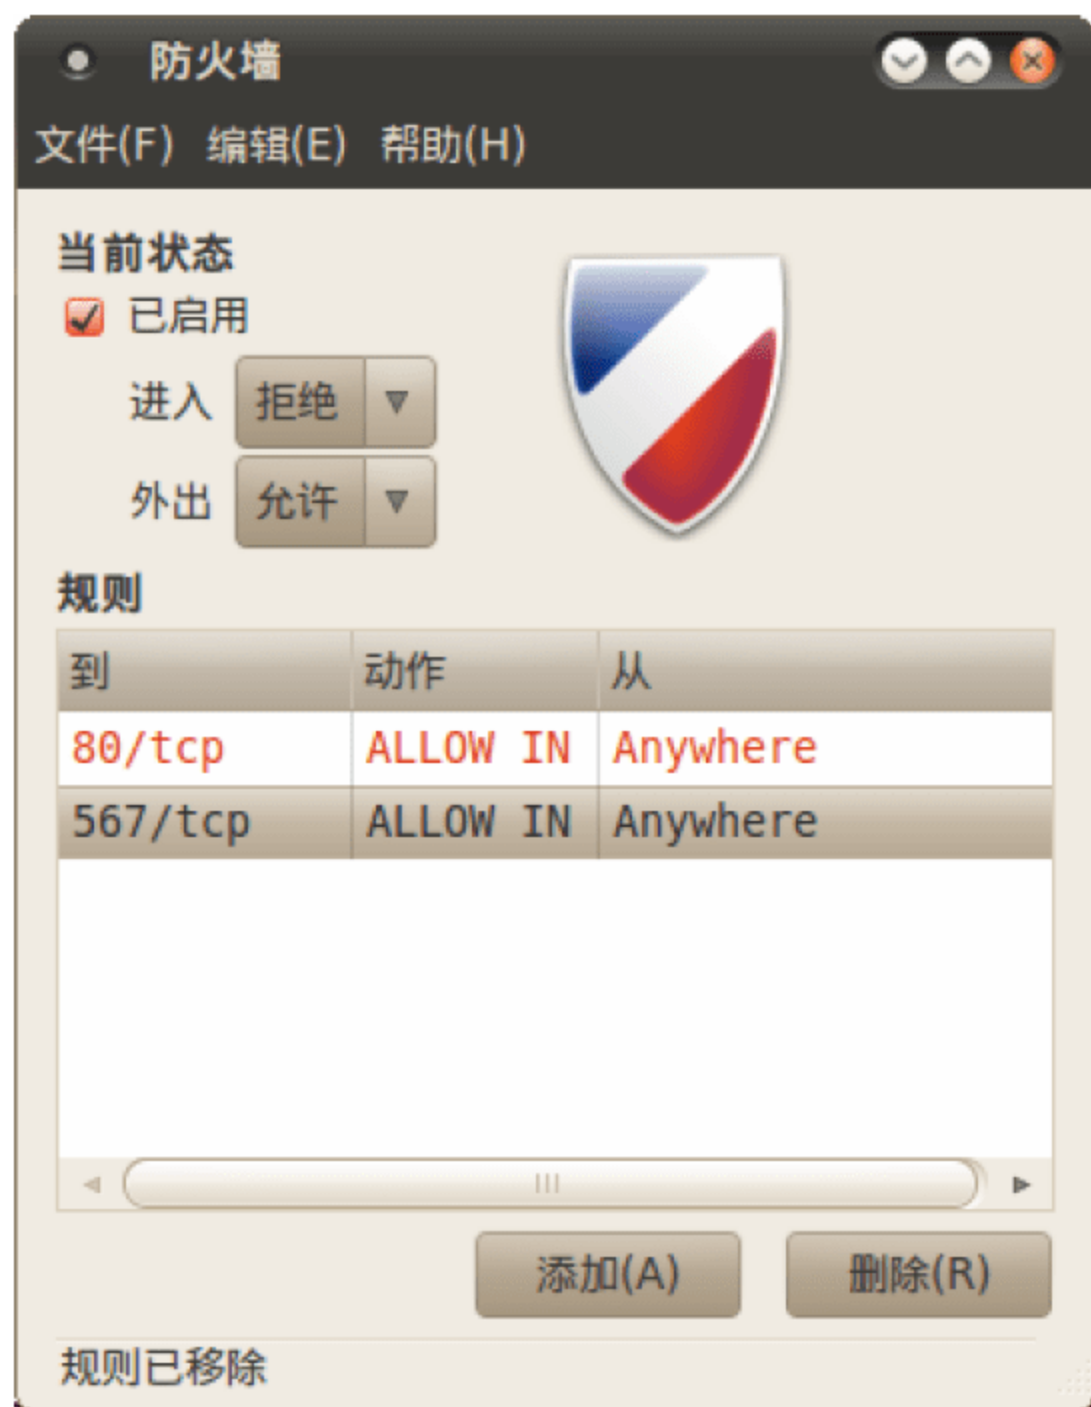 防火墙
文件(F) 编辑(E) 帮助(H)
当前状态
已启用
进入 拒绝
外出 允许
规则
到 动作 从
80/tcp ALLOW IN Anywhere
567/tcp ALLOW IN Anywhere
添加(A) 删除(R)
规则已移除